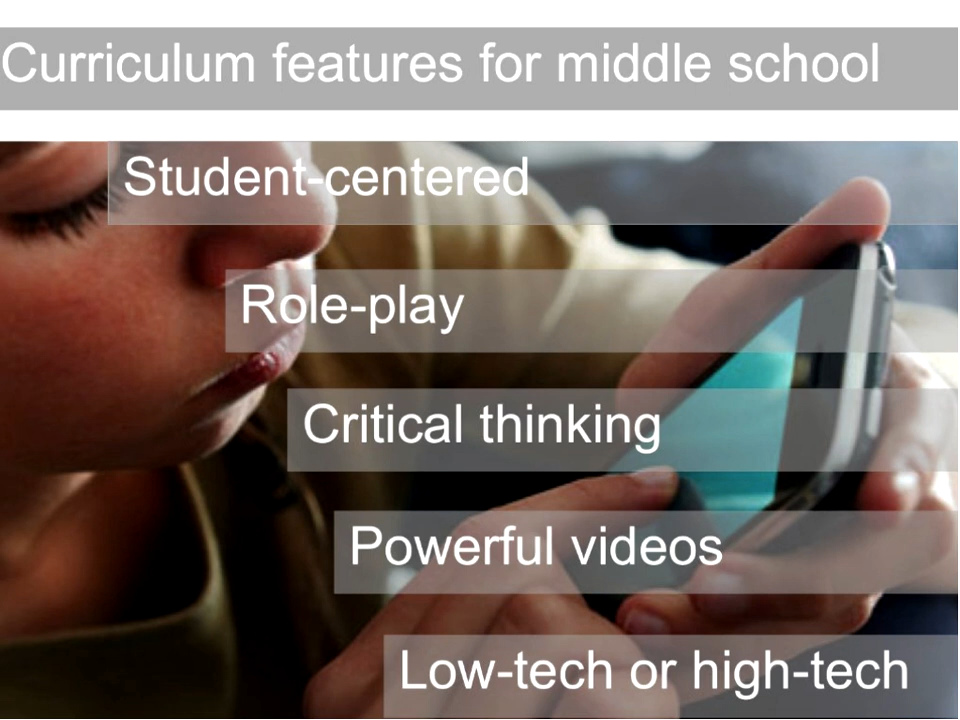 Curriculum features for middle school
Student-centered
Role-play
Critical thinking
Powerful videos
Low-tech or high-tech